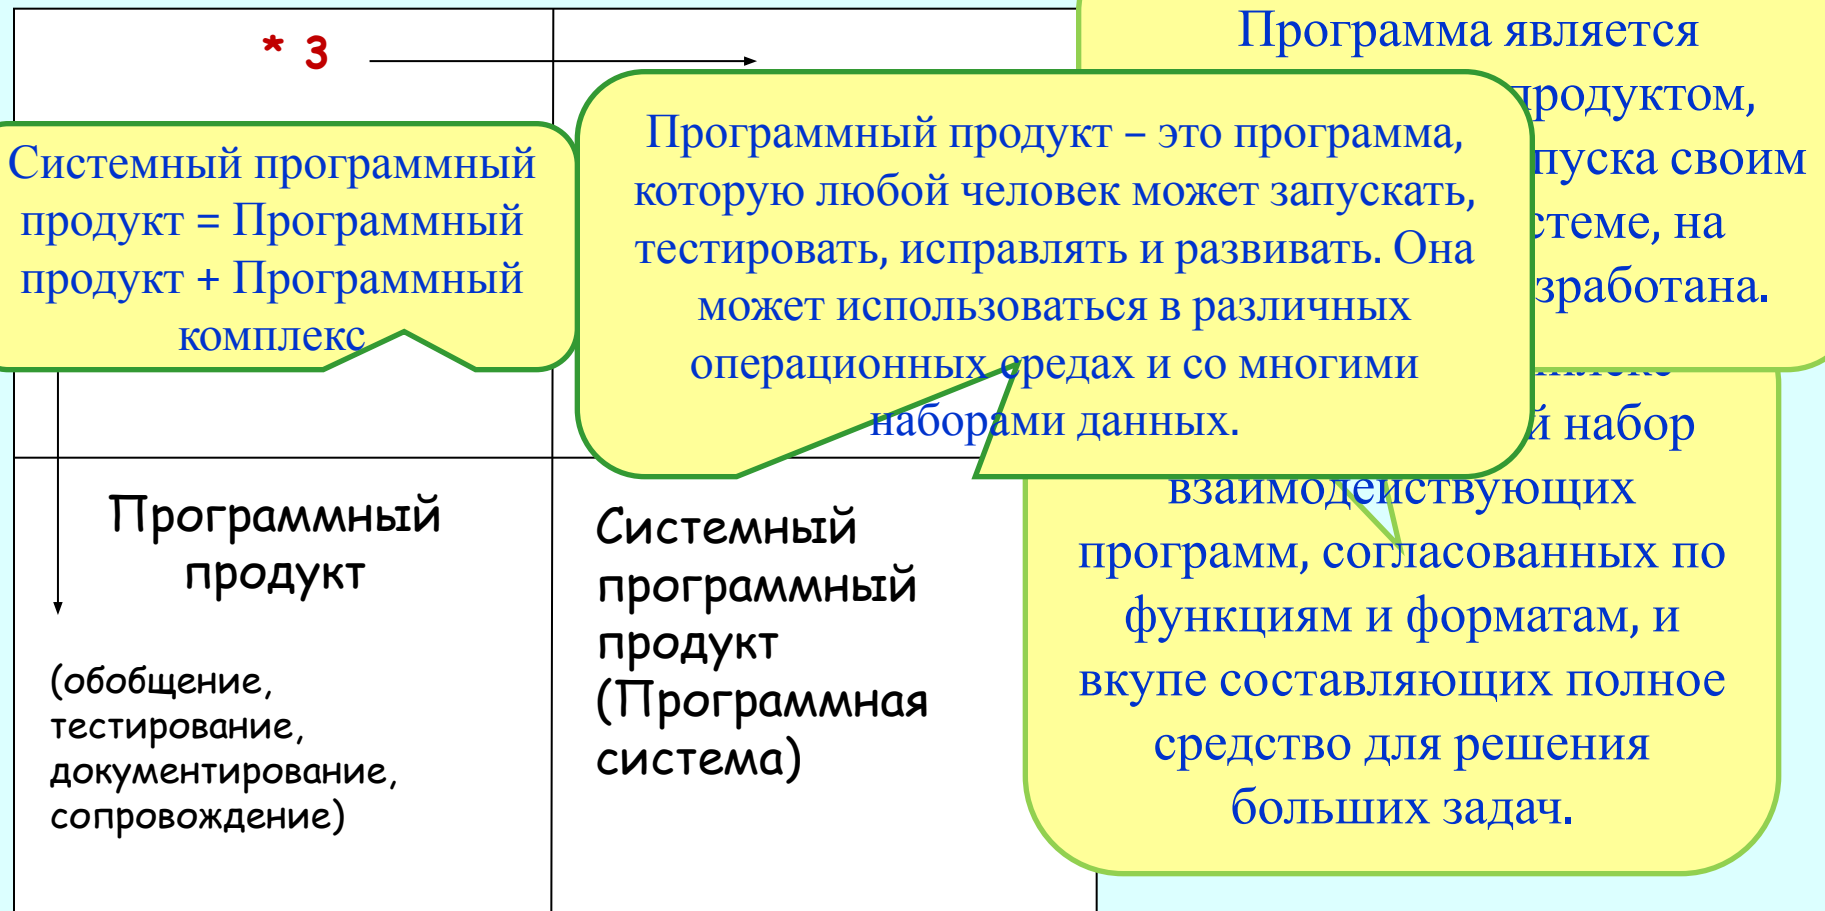 * 3
Программа является
продуктом,
пуска своим
стеме, на
зработана.
Системный программный
продукт = Программный
продукт + Программный
комплекс
Программный продукт – это программа,
которую любой человек может запускать,
тестировать, исправлять и развивать. Она
может использоваться в различных
операционных средах и со многими
наборами данных.
й набор
взаимодействующих
программ, согласованных по
функциям и форматам, и
вкупе составляющих полное
средство для решения
больших задач.
Программный
продукт
(обобщение,
тестирование,
документирование,
сопровождение)
Системный
программный
продукт
(Программная
система)